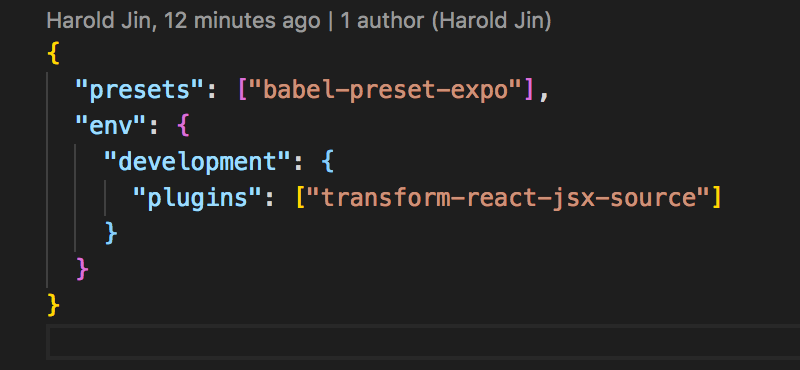 Harold Jin, 12 minutes ago | 1 author (Harold Jin)
{
  "presets": ["babel-preset-expo"],
  "env": {
    "development": {
      "plugins": ["transform-react-jsx-source"]
    }
  }
}